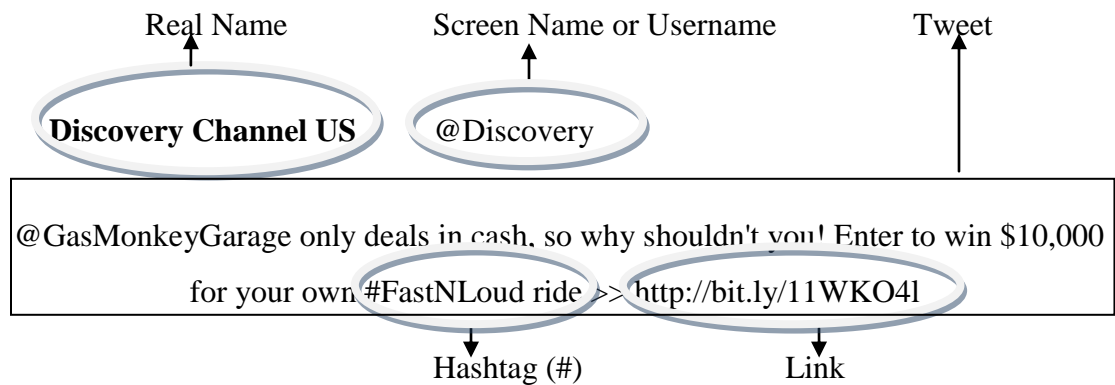 Real Name Screen Name or Username Tweet
Discovery Channel US @Discovery
@GasMonkeyGarage only deals in cash, so why shouldn't you! Enter to win $10,000
for your own #FastNLoud ride >> http://bit.ly/11WKO4l
Hashtag (#) Link